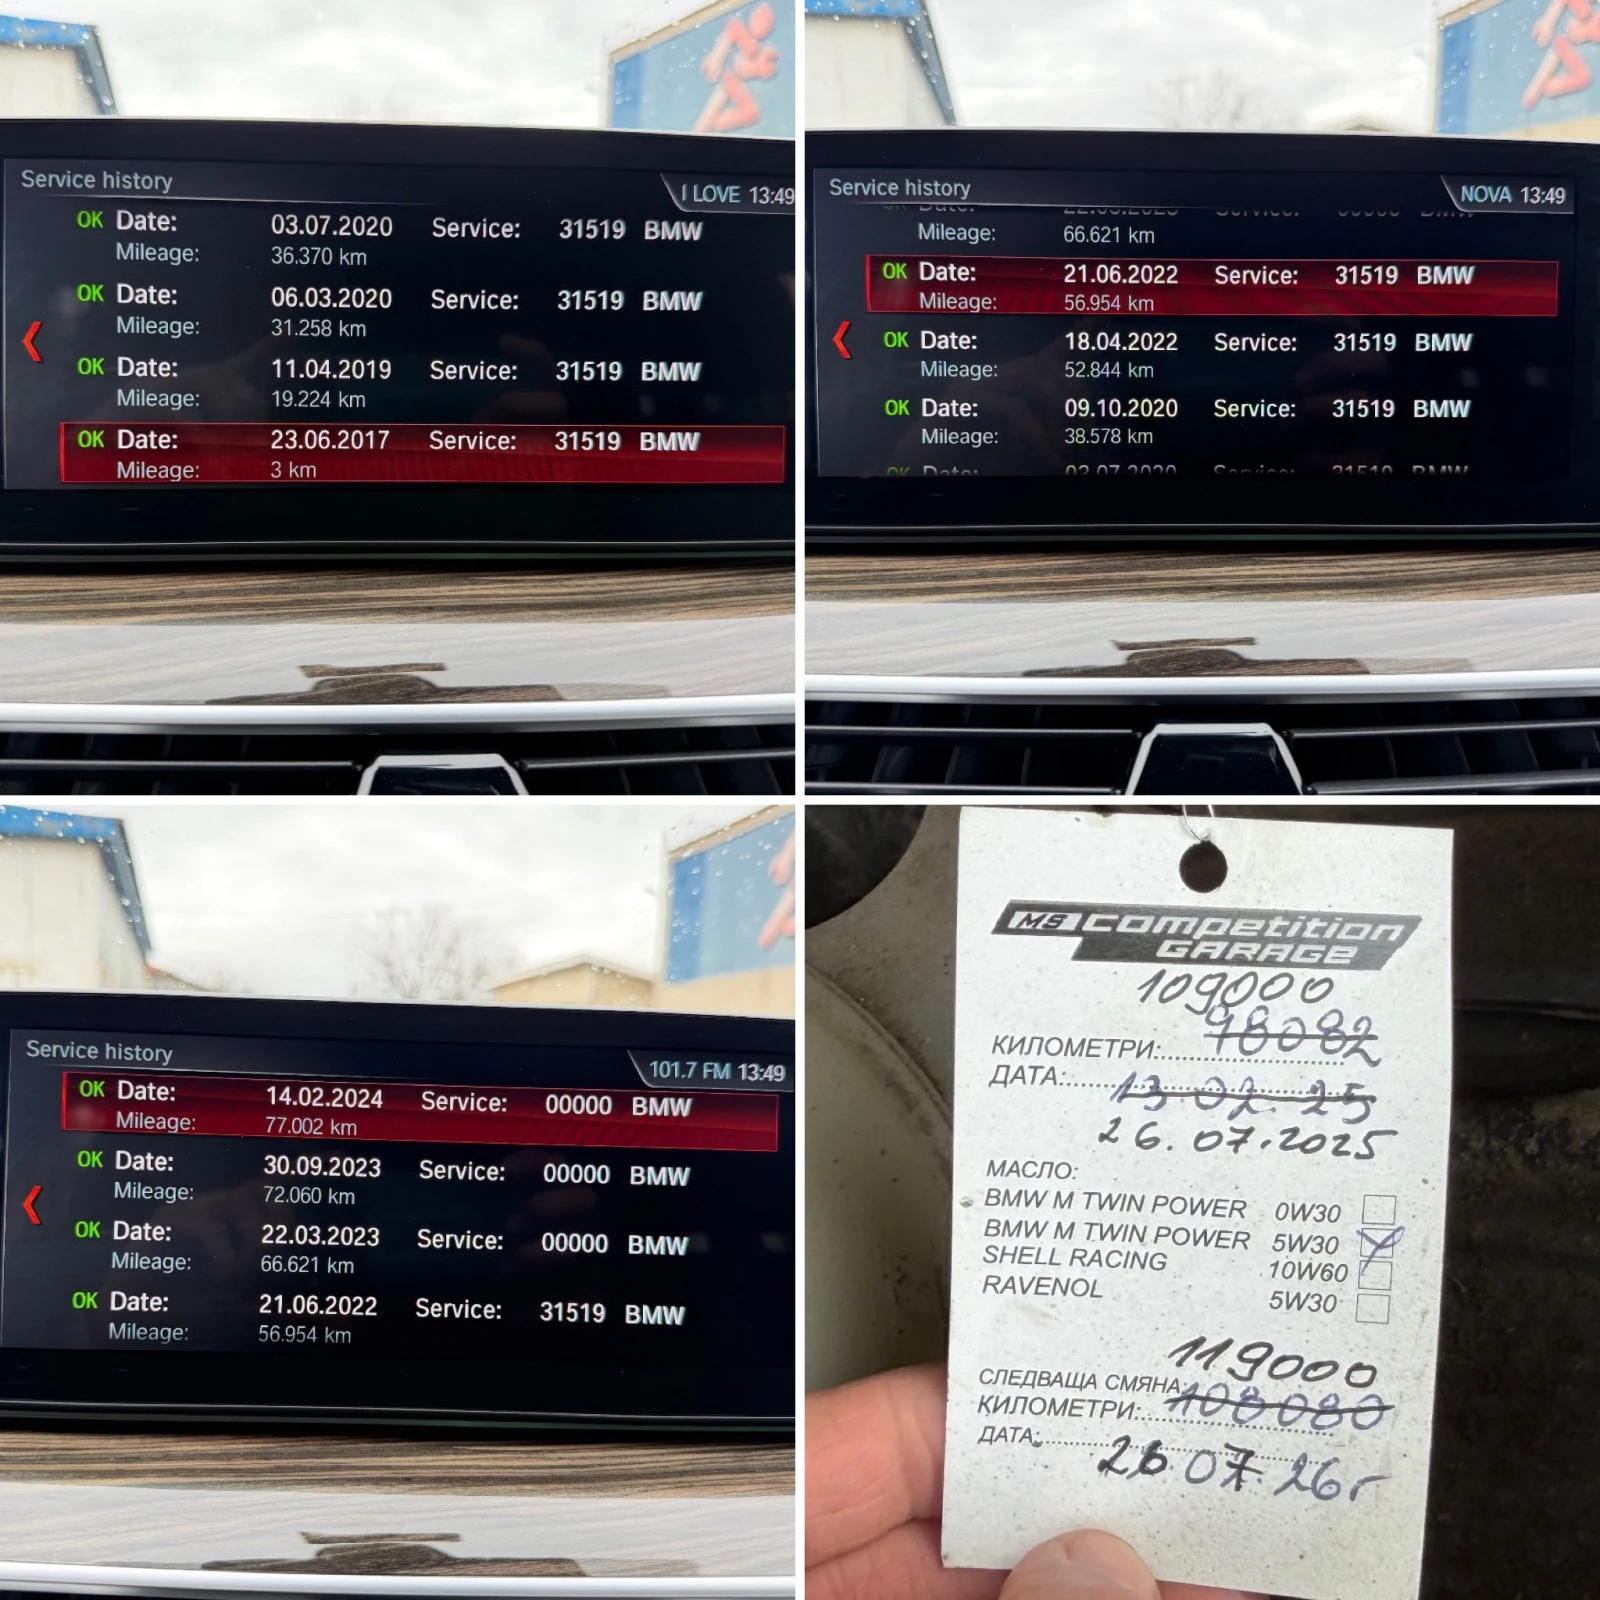 Service history
I LOVE 13:49
OK Date: 03.07.2020 Service: 31519 BMW
Mileage: 36.370 km
OK Date: 06.03.2020 Service: 31519 BMW
Mileage: 31.258 km
OK Date: 11.04.2019 Service: 31519 BMW
Mileage: 19.224 km
OK Date: 23.06.2017 Service: 31519 BMW
Mileage: 3 km
Service history
NOVA 13:49
Mileage: 66.621 km
OK Date: 21.06.2022 Service: 31519 BMW
Mileage: 56.954 km
OK Date: 18.04.2022 Service: 31519 BMW
Mileage: 52.844 km
OK Date: 09.10.2020 Service: 31519 BMW
Mileage: 38.578 km
OK Date: 03.07.2020 Service: 31519 BMW
Service history
101.7 FM 13:49
OK Date: 14.02.2024 Service: 00000 BMW
Mileage: 77.002 km
OK Date: 30.09.2023 Service: 00000 BMW
Mileage: 72.060 km
OK Date: 22.03.2023 Service: 00000 BMW
Mileage: 66.621 km
OK Date: 21.06.2022 Service: 31519 BMW
Mileage: 56.954 km
MS Competition
GARAGE
109000
КИЛОМЕТРИ: 98082
ДАТА: 13 02. 25
26.07.2025
МАСЛО:
BMW M TWIN POWER 0W30
BMW M TWIN POWER 5W30
SHELL RACING 10W60
RAVENOL 5W30
119000
СЛЕДВАЩА СМЯНА:
КИЛОМЕТРИ: 108080
ДАТА: 26 07. 26г